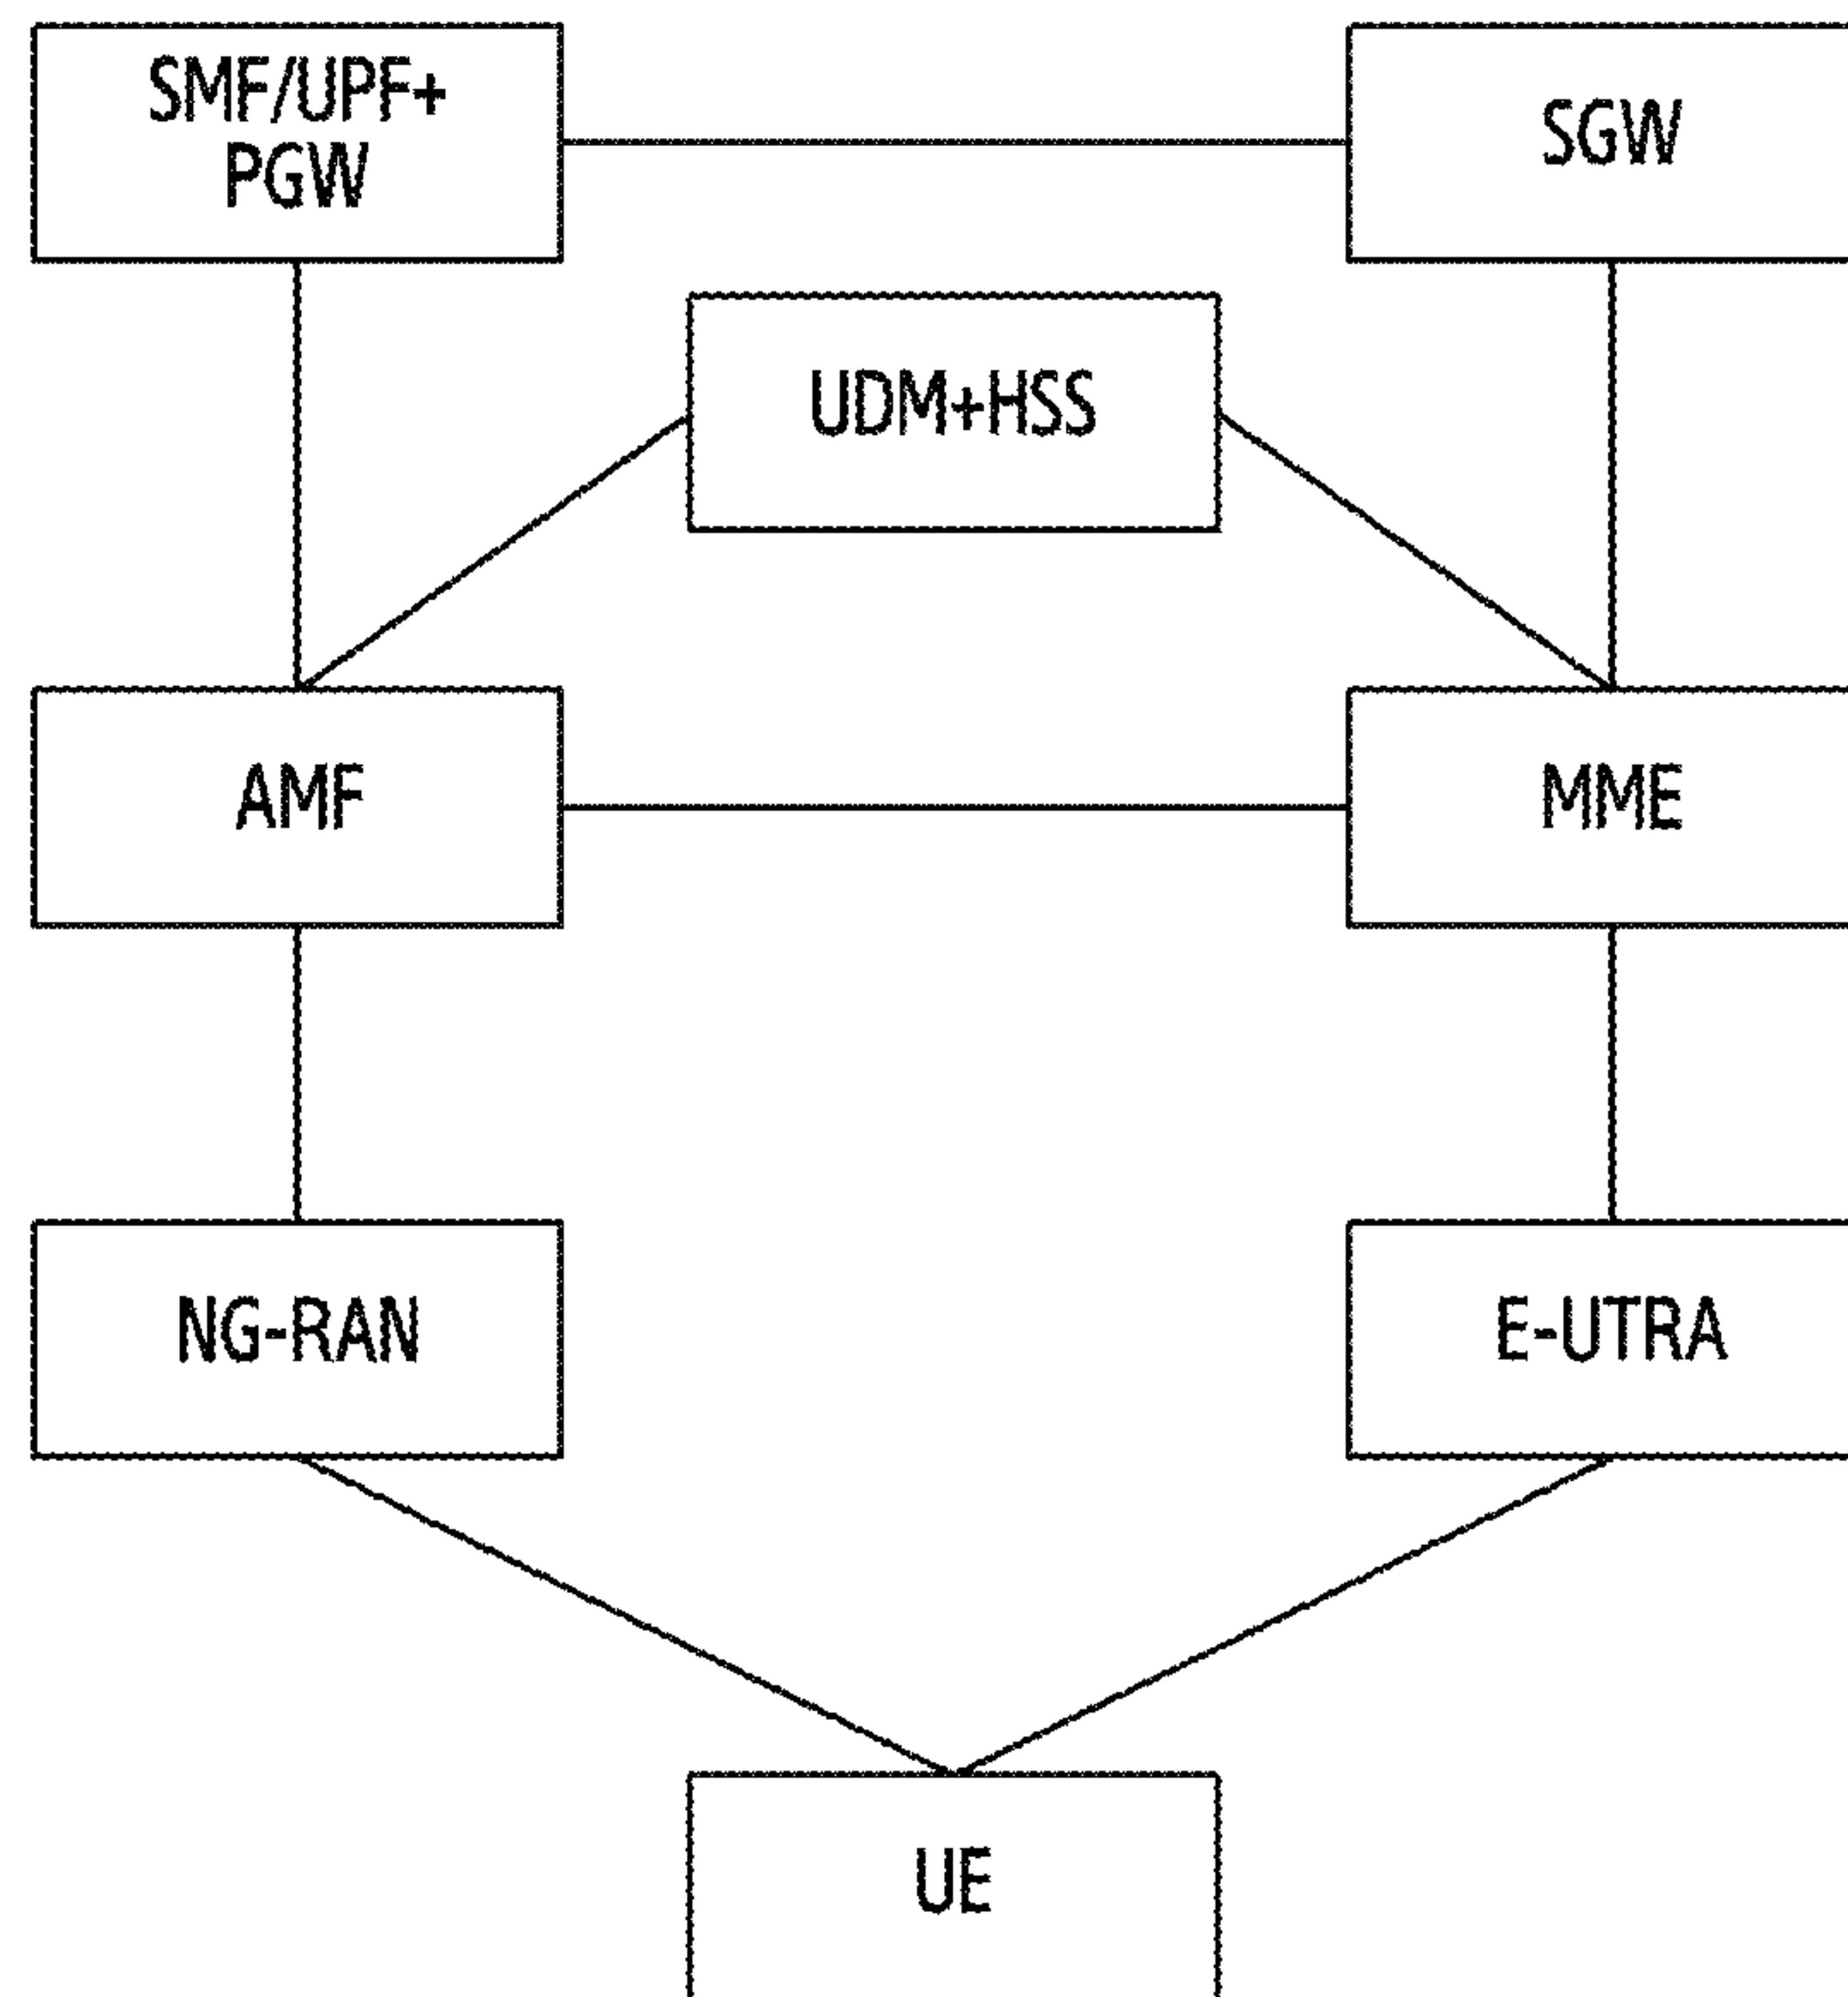 SMF/UPF+
PGW
SGW
UDM+HSS
AMF
MME
NG-RAN
E-UTRA
UE